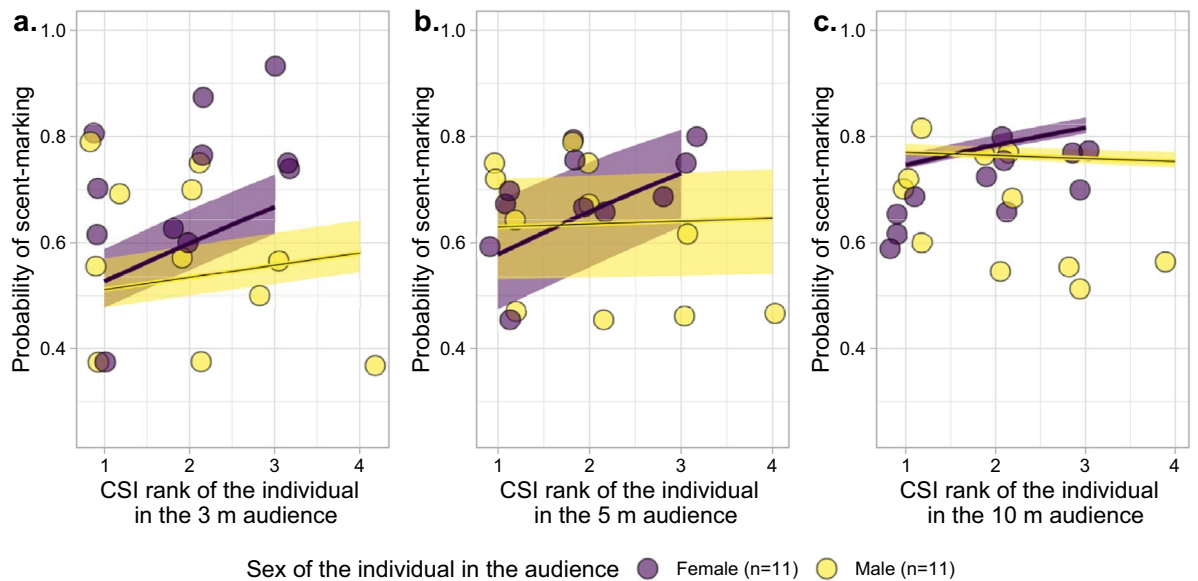 a.
1.0
0.8
0.6
0.4
Probability of scent-marking
1 2 3 4
CSI rank of the individual
in the 3 m audience
b.
1.0
0.8
0.6
0.4
Probability of scent-marking
1 2 3 4
CSI rank of the individual
in the 5 m audience
c.
1.0
0.8
0.6
0.4
Probability of scent-marking
1 2 3 4
CSI rank of the individual
in the 10 m audience
Sex of the individual in the audience Female (n=11) Male (n=11)